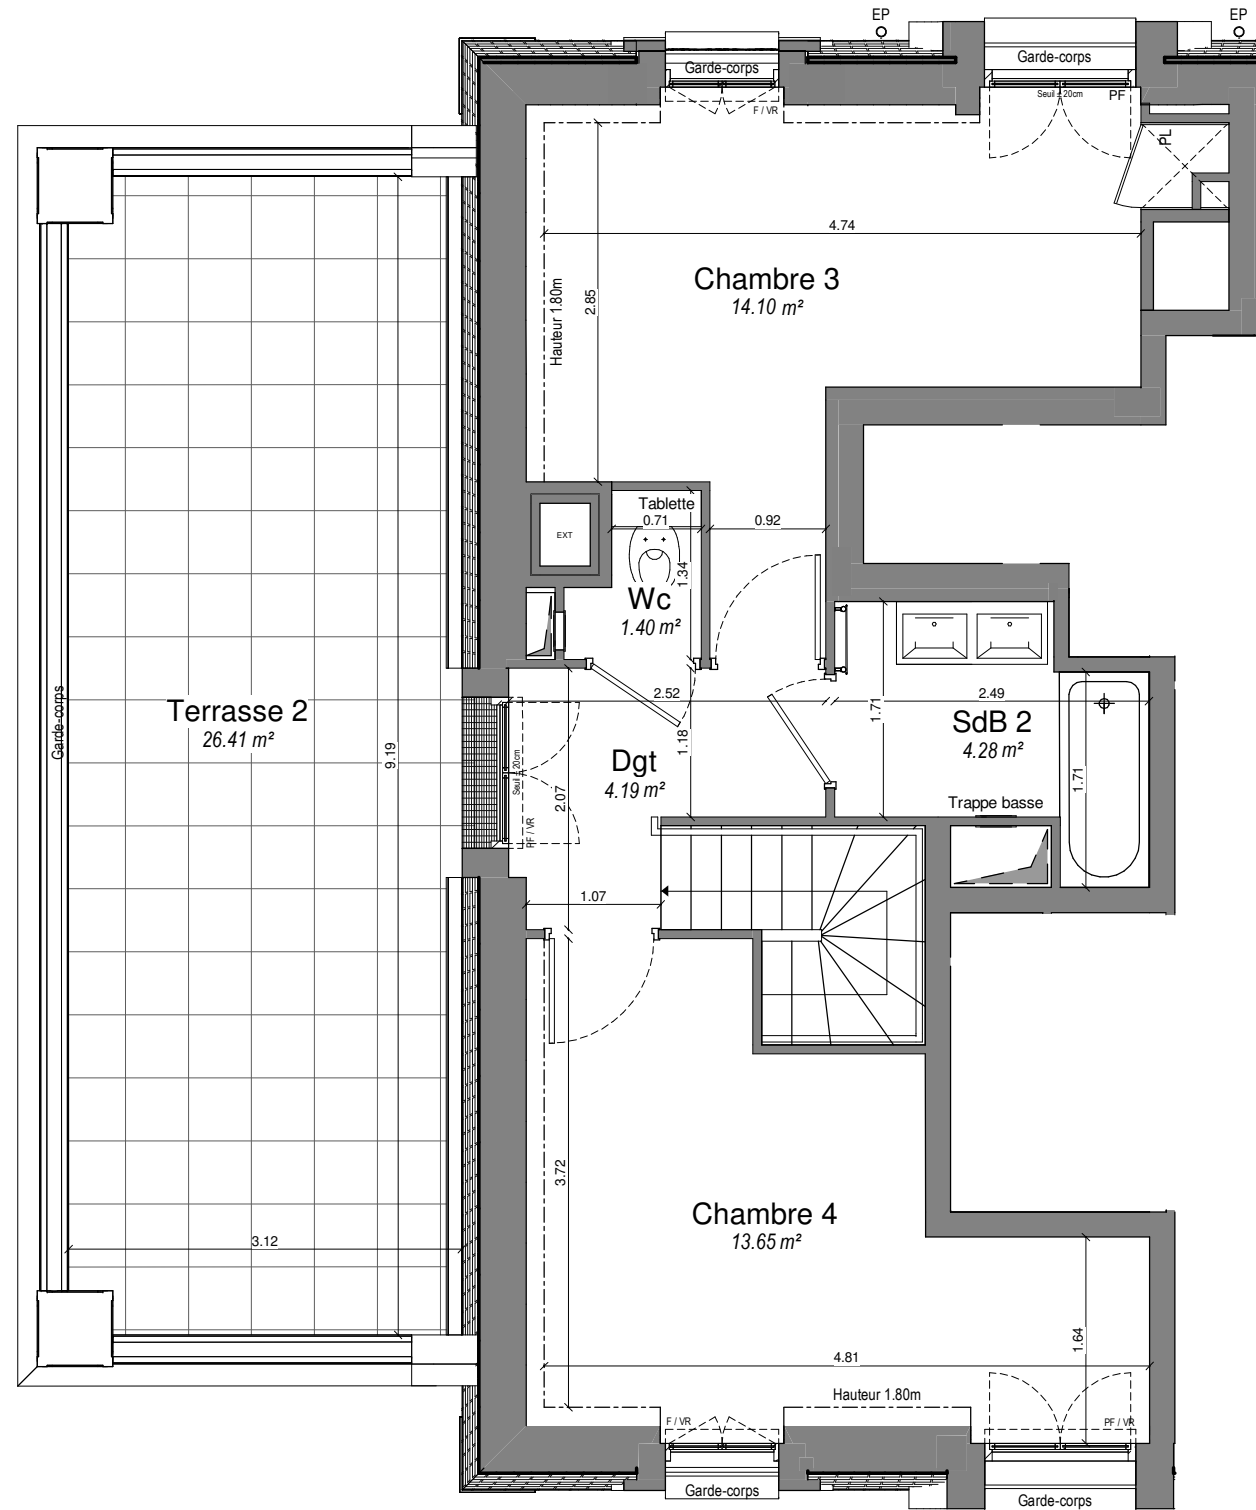 EP
EP
Garde-corps
Garde-corps
F / VR
Seuil ± 20cm
PF
PL
4.74
Hauteur 1.80m
2.85
Chambre 3
14.10 m²
Tablette
0.71
0.92
EXT
1.34
Wc
1.40 m²
2.52
2.49
1.71
SdB 2
4.28 m²
Garde-corps
Terrasse 2
26.41 m²
9.19
Seuil ± 20cm
PF / VR
1.18
Dgt
4.19 m²
2.07
1.71
Trappe basse
1.07
3.72
Chambre 4
13.65 m²
3.12
1.64
4.81
Hauteur 1.80m
F / VR
PF / VR
Garde-corps
Garde-corps